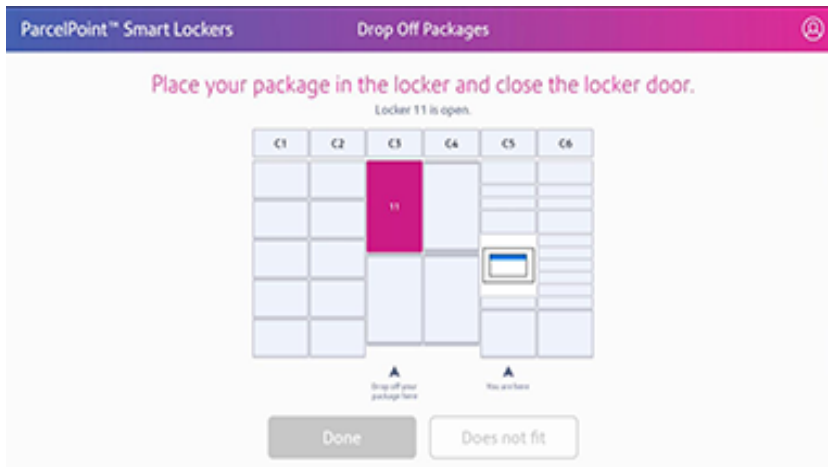 ParcelPoint™ Smart Lockers
Drop Off Packages
Place your package in the locker and close the locker door.
Locker 11 is open.
C1 C2 C3 C4 C5 C6
11
Drop off your
package here
You are here
Done
Does not fit